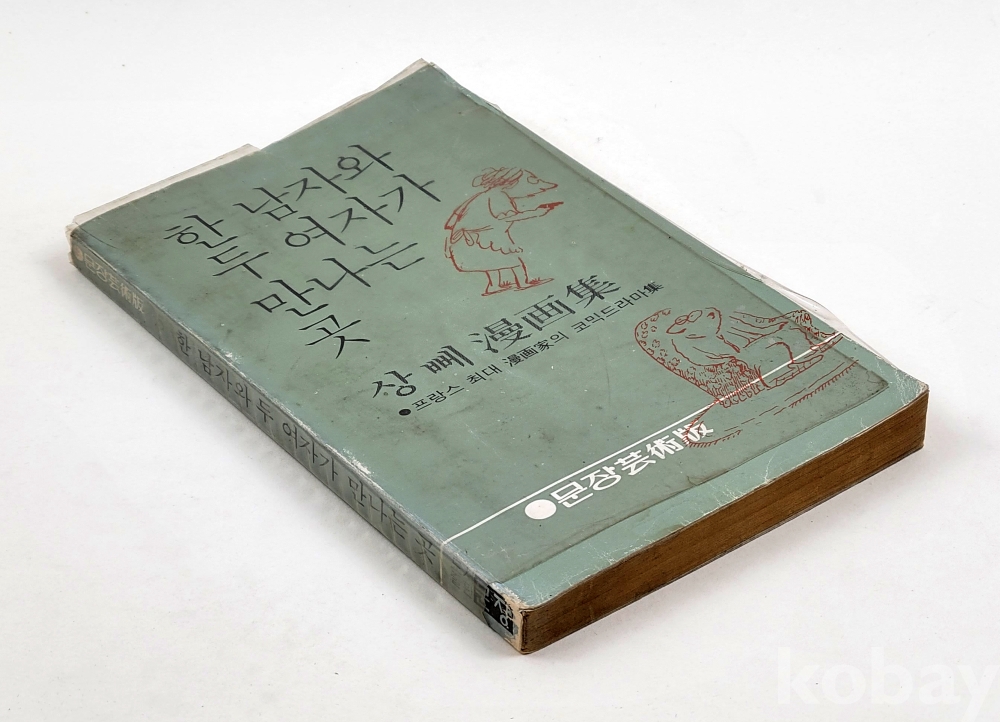 한 남자와
두 여자가
만나는
곳
상뻬 漫画集
●프랑스 최대 漫画家의 코믹드라마集
●문장芸術版
●문장芸術版
한 남자와 두 여자가 만나는 곳
문장
kobay